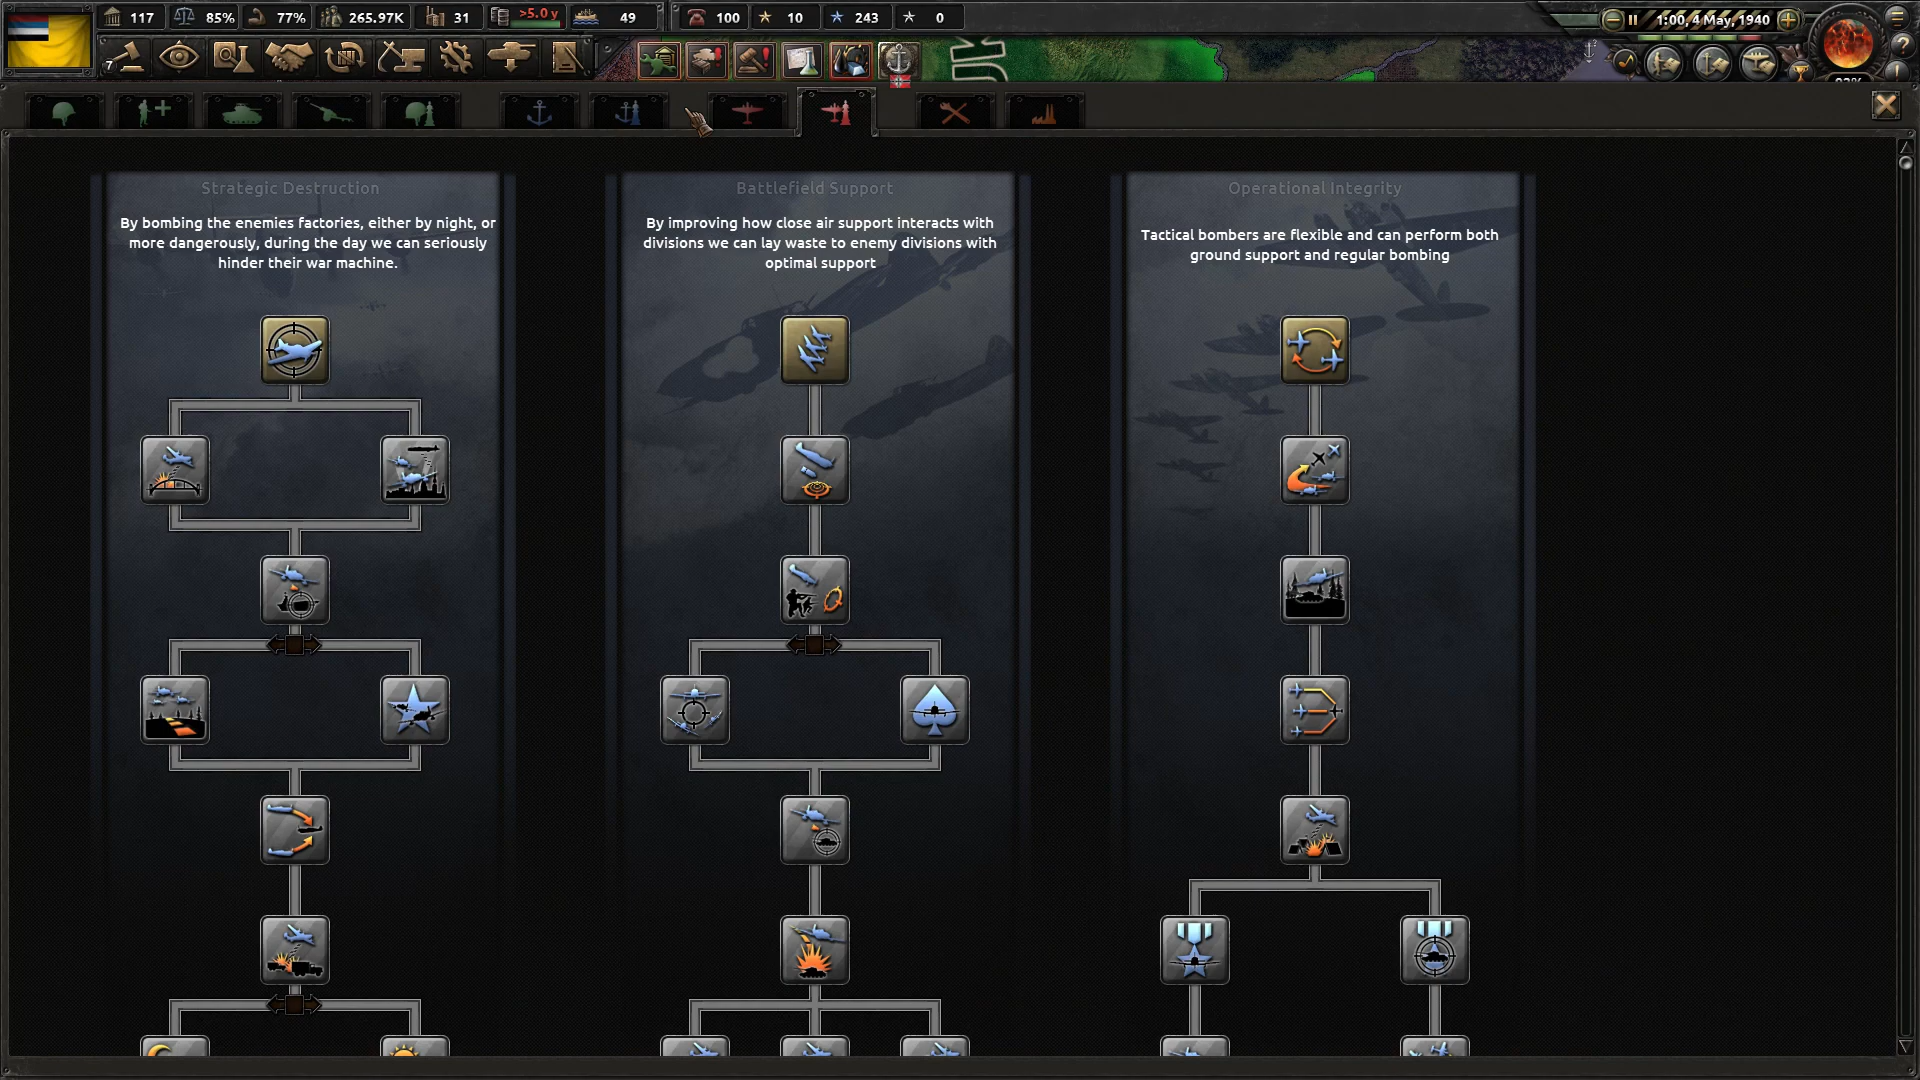 117 85% 77% 265.97K 31 >5.0 y 49 100 10 243 0 1:00, 4 May, 1940
7
Strategic Destruction
By bombing the enemies factories, either by night, or
more dangerously, during the day we can seriously
hinder their war machine.
Battlefield Support
By improving how close air support interacts with
divisions we can lay waste to enemy divisions with
optimal support
Operational Integrity
Tactical bombers are flexible and can perform both
ground support and regular bombing